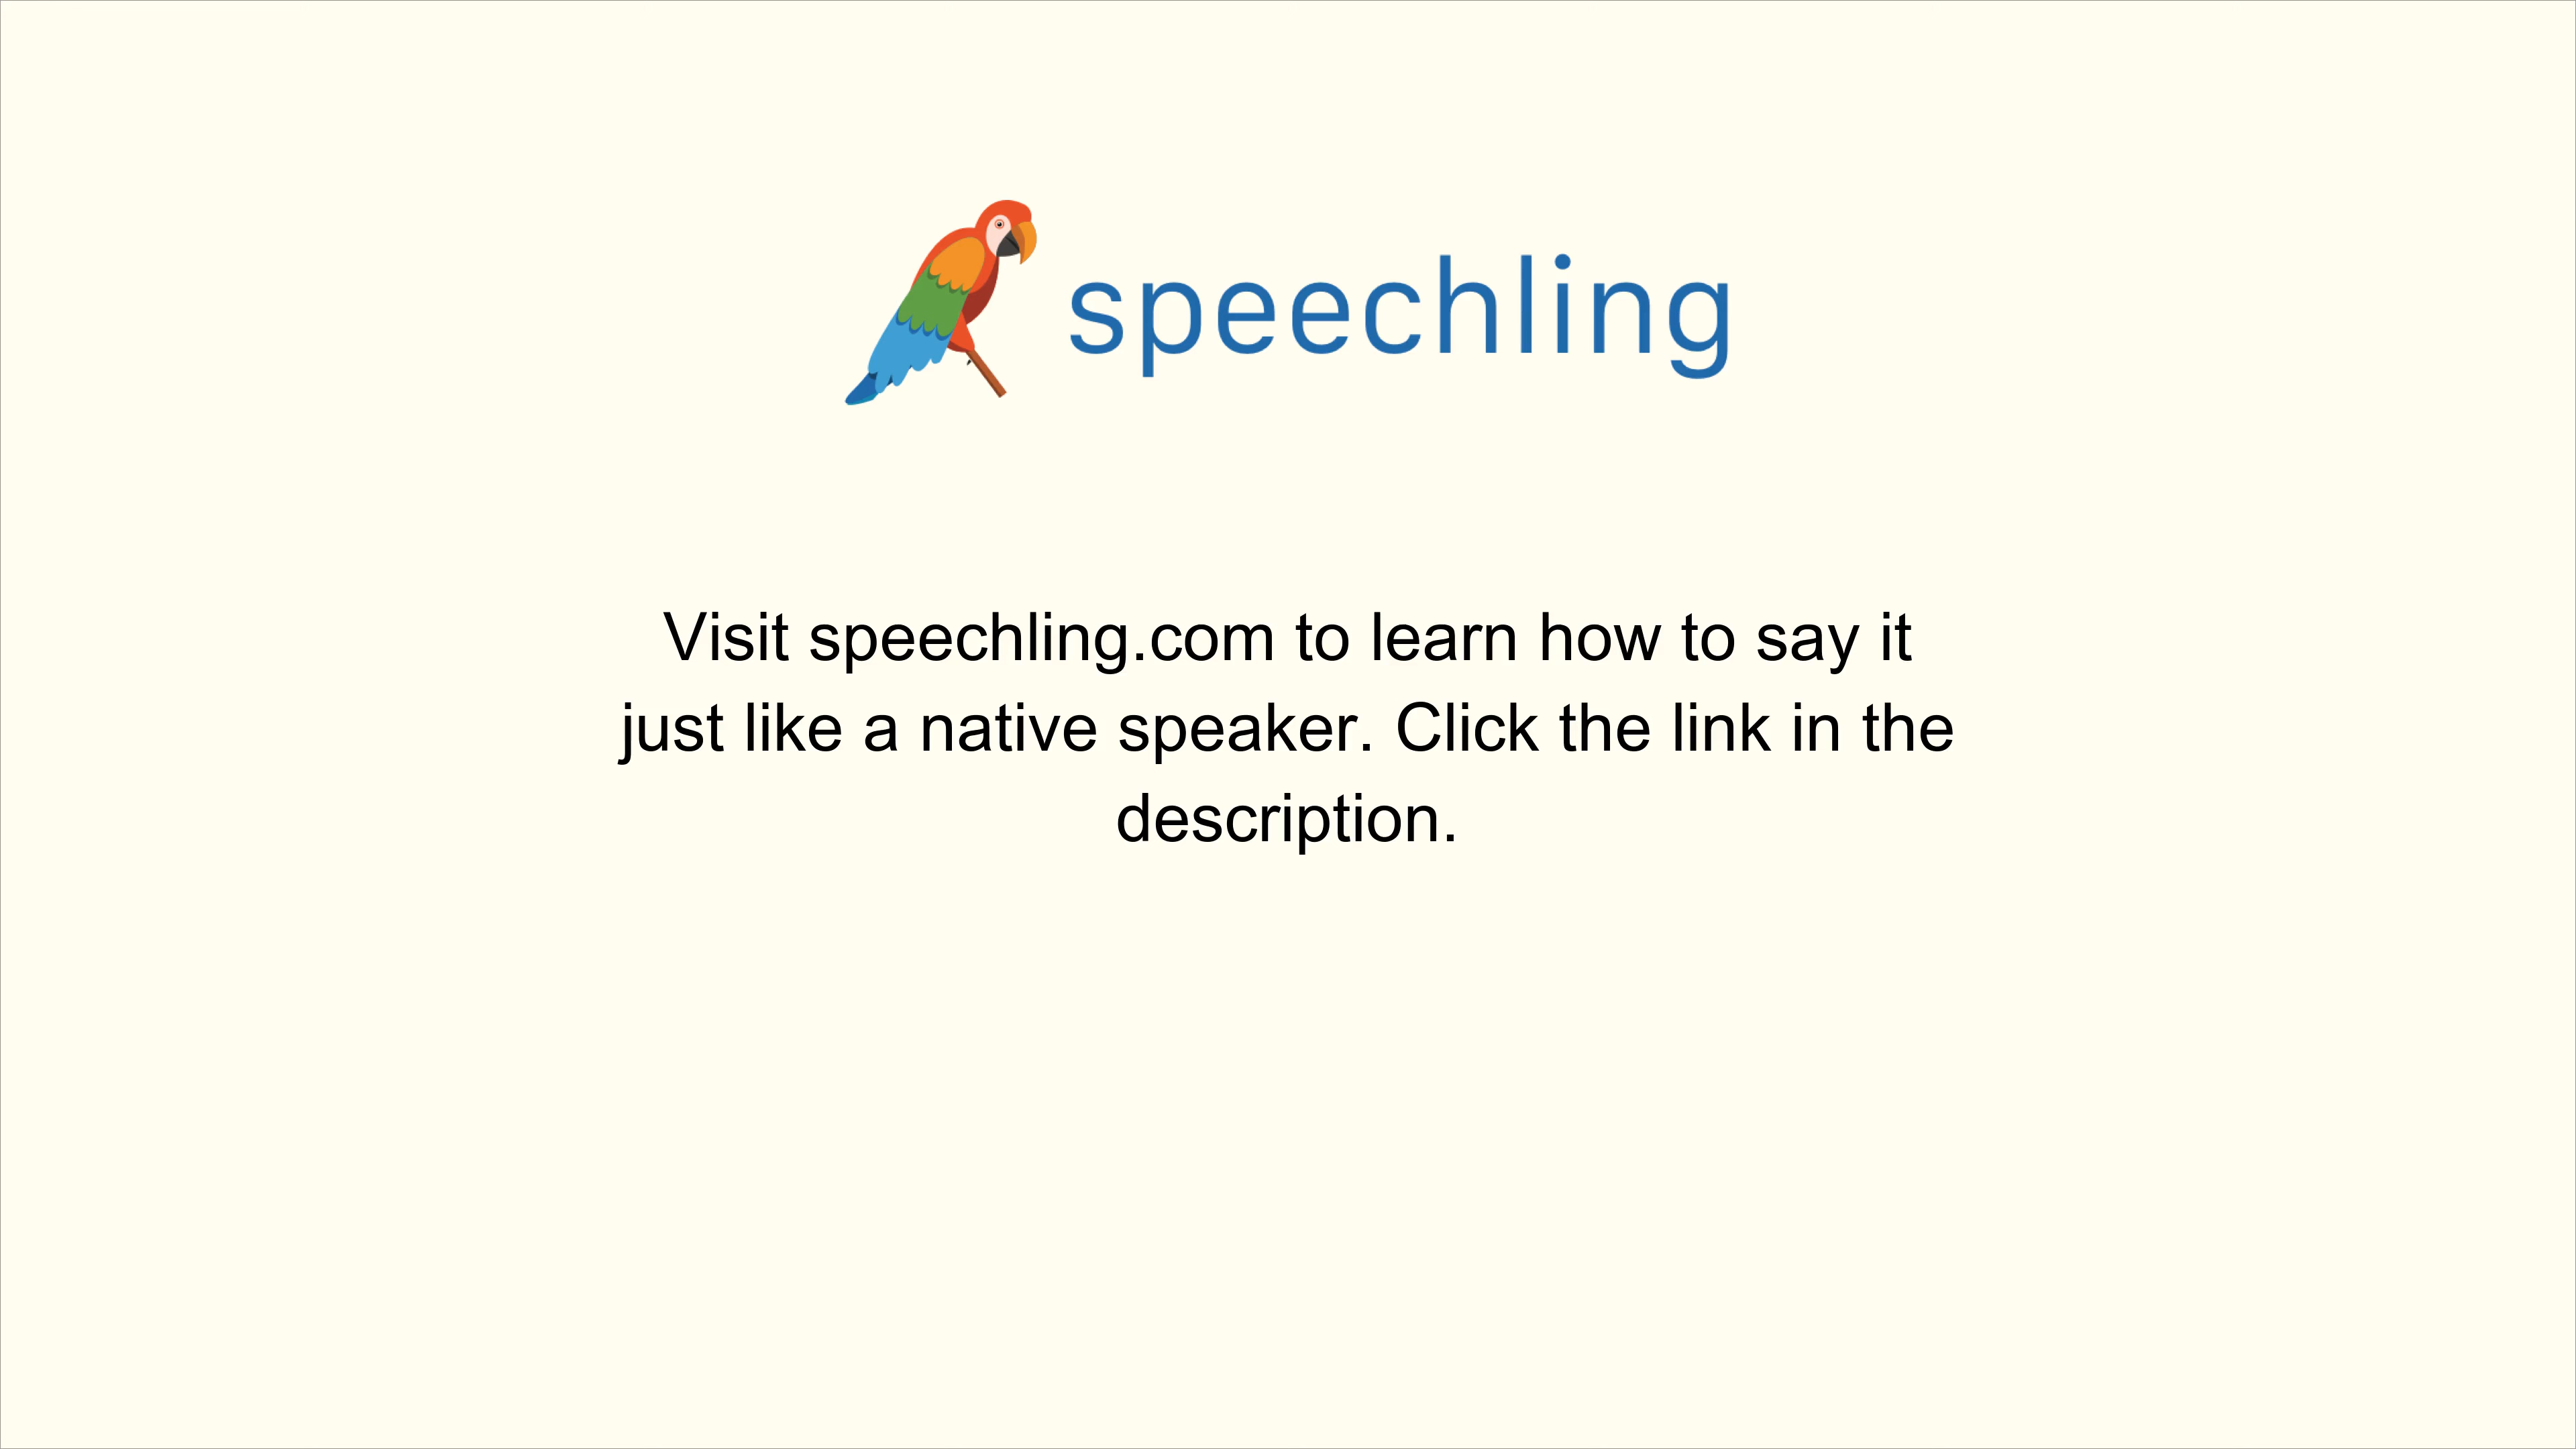 speechling
Visit speechling.com to learn how to say it
just like a native speaker. Click the link in the
description.